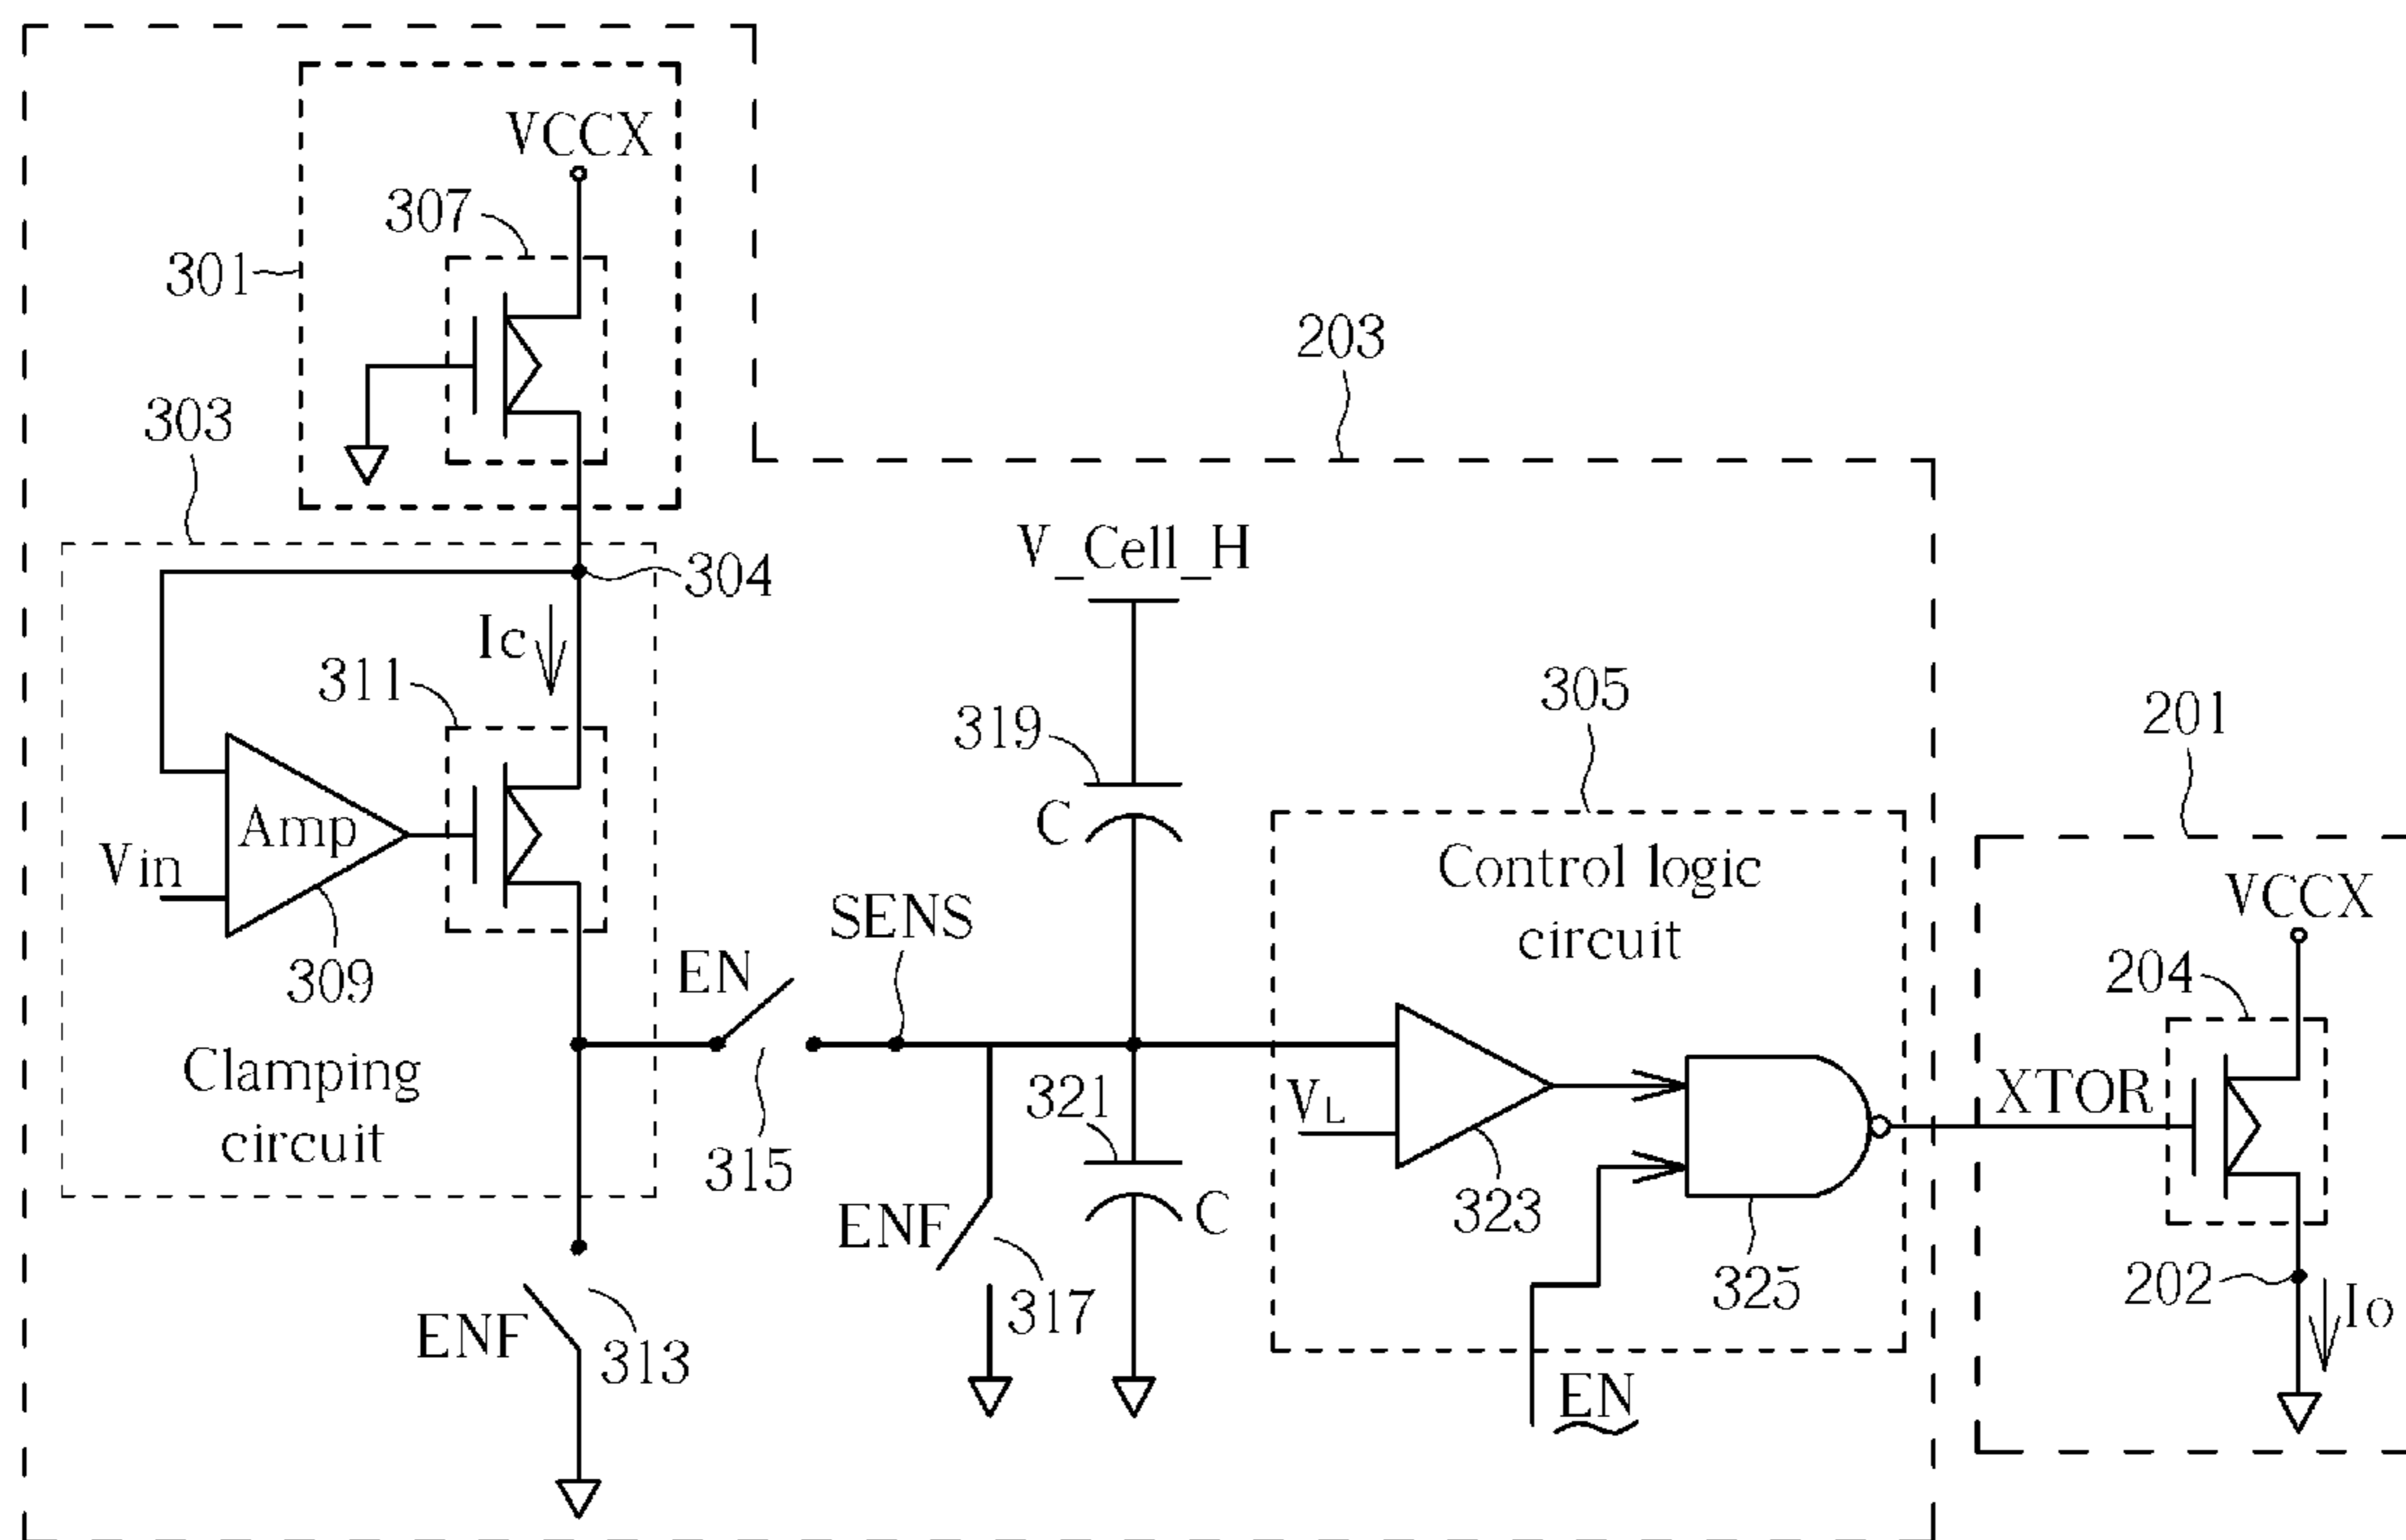 VCCX
307
301
203
303
V_Cell_H
304
Ic
311
305
319
201
C
Control logic
circuit
Amp
Vin
VCCX
SENS
204
EN
309
Clamping
circuit
321
VL
XTOR
315
323
ENF
C
202
325
Io
317
ENF
313
EN